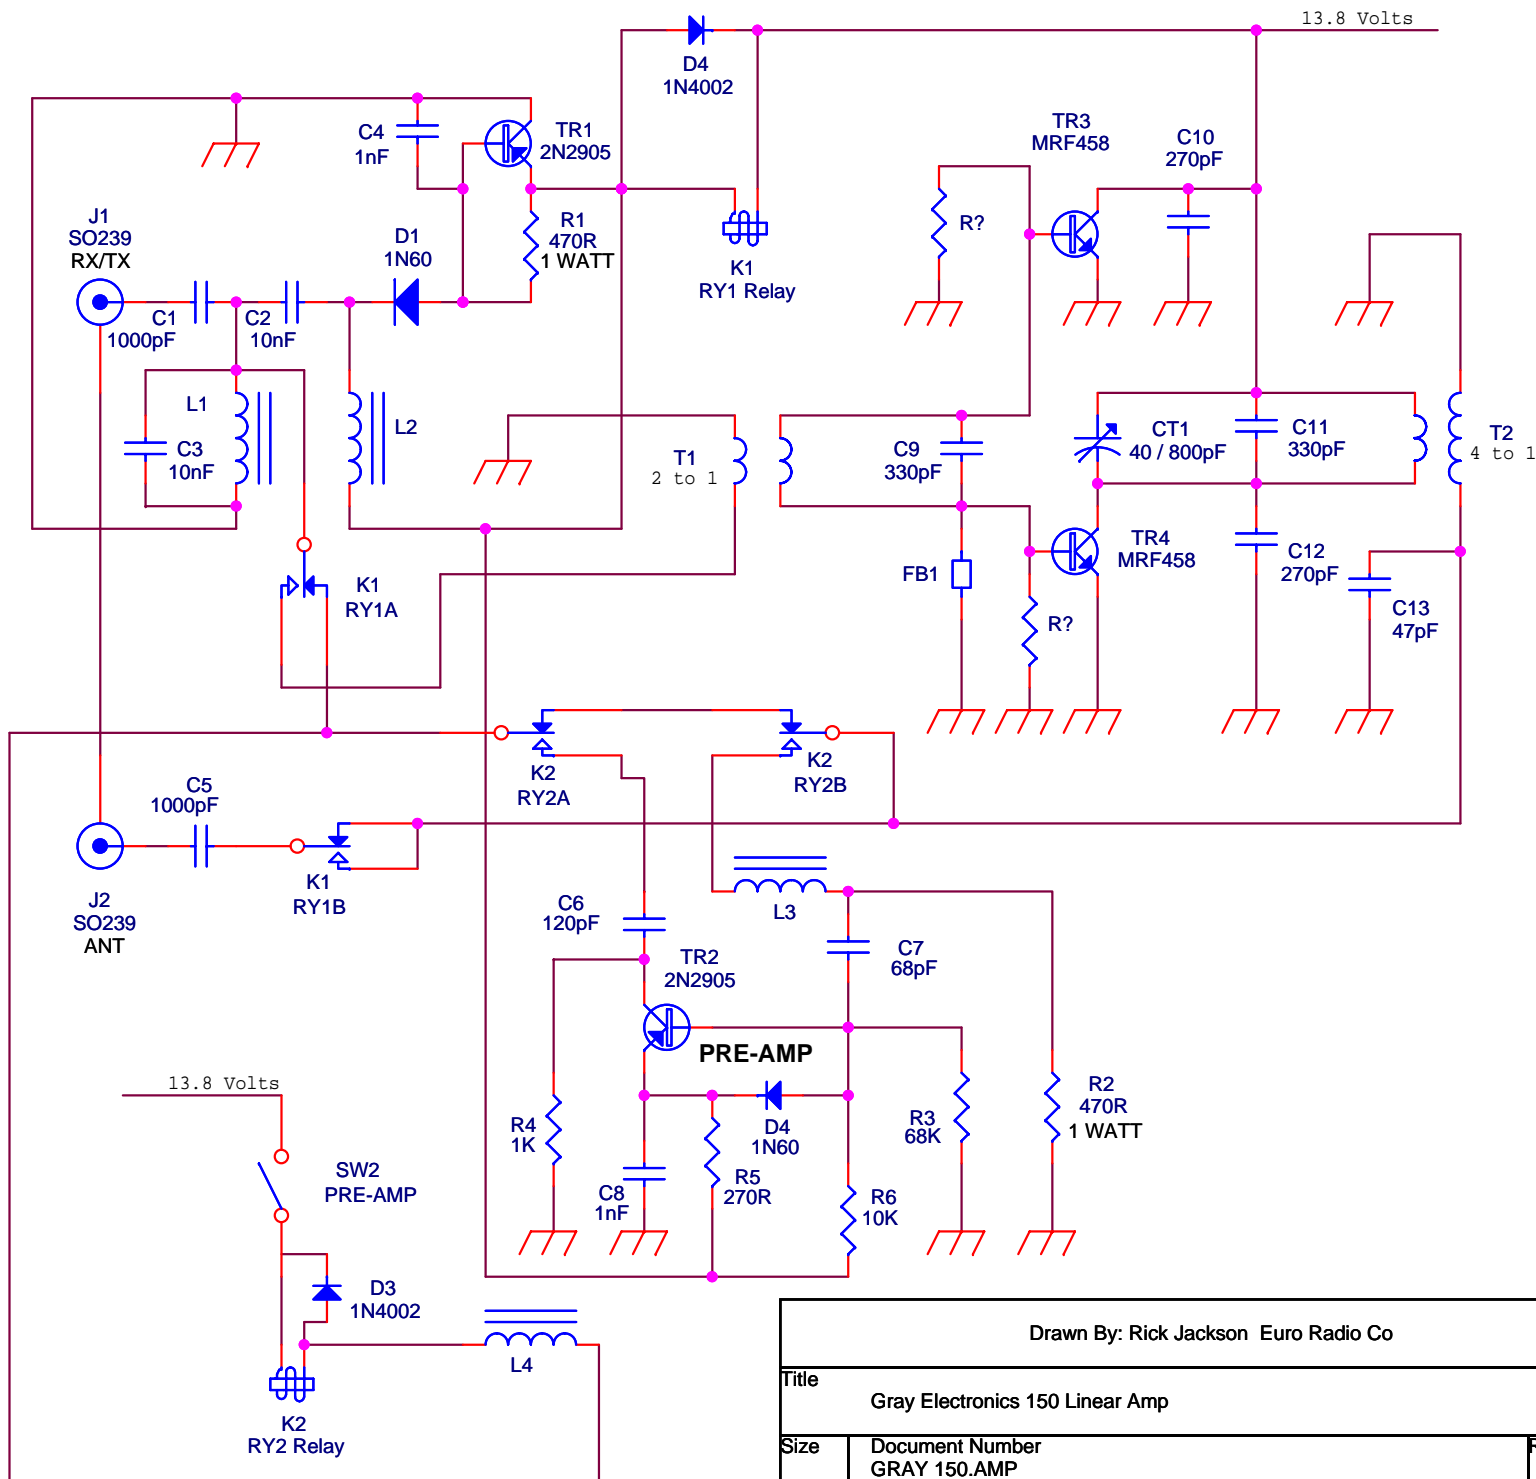 13.8 Volts
D4
1N4002
C4
1nF
TR1
2N2905
TR3
MRF458
C10
270pF
J1
SO239
RX/TX
D1
1N60
R1
470R
1 WATT
R?
K1
RY1 Relay
C1
1000pF
C2
10nF
L1
L2
C3
10nF
T1
2 to 1
C9
330pF
CT1
40 / 800pF
C11
330pF
T2
4 to 1
K1
RY1A
FB1
R?
TR4
MRF458
C12
270pF
C13
47pF
K2
RY2A
K2
RY2B
C5
1000pF
K1
RY1B
J2
SO239
ANT
C6
120pF
L3
TR2
2N2905
C7
68pF
PRE-AMP
13.8 Volts
R4
1K
D4
1N60
R3
68K
R2
470R
1 WATT
SW2
PRE-AMP
C8
1nF
R5
270R
R6
10K
D3
1N4002
L4
K2
RY2 Relay
Drawn By: Rick Jackson Euro Radio Co
Title
Gray Electronics 150 Linear Amp
Size
Document Number
GRAY 150.AMP